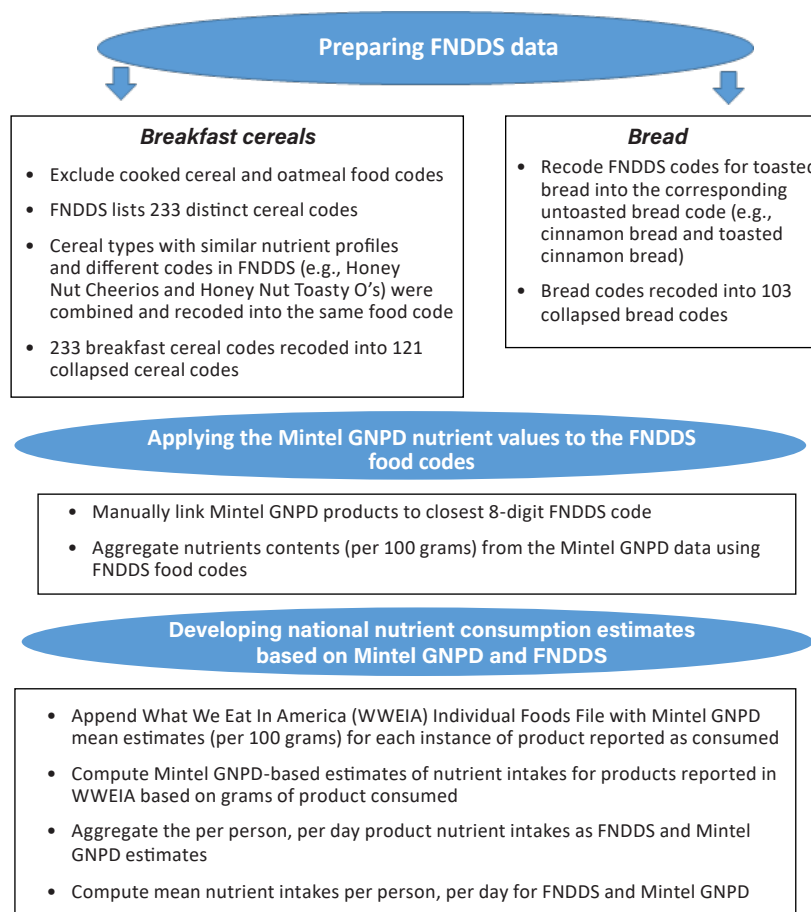 Preparing FNDDS data
Breakfast cereals
• Exclude cooked cereal and oatmeal food codes
• FNDDS lists 233 distinct cereal codes
• Cereal types with similar nutrient profiles
and different codes in FNDDS (e.g., Honey
Nut Cheerios and Honey Nut Toasty O's) were
combined and recoded into the same food code
• 233 breakfast cereal codes recoded into 121
collapsed cereal codes
Bread
• Recode FNDDS codes for toasted
bread into the corresponding
untoasted bread code (e.g.,
cinnamon bread and toasted
cinnamon bread)
• Bread codes recoded into 103
collapsed bread codes
Applying the Mintel GNPD nutrient values to the FNDDS
food codes
• Manually link Mintel GNPD products to closest 8-digit FNDDS code
• Aggregate nutrients contents (per 100 grams) from the Mintel GNPD data using
FNDDS food codes
Developing national nutrient consumption estimates
based on Mintel GNPD and FNDDS
• Append What We Eat In America (WWEIA) Individual Foods File with Mintel GNPD
mean estimates (per 100 grams) for each instance of product reported as consumed
• Compute Mintel GNPD-based estimates of nutrient intakes for products reported in
WWEIA based on grams of product consumed
• Aggregate the per person, per day product nutrient intakes as FNDDS and Mintel
GNPD estimates
• Compute mean nutrient intakes per person, per day for FNDDS and Mintel GNPD